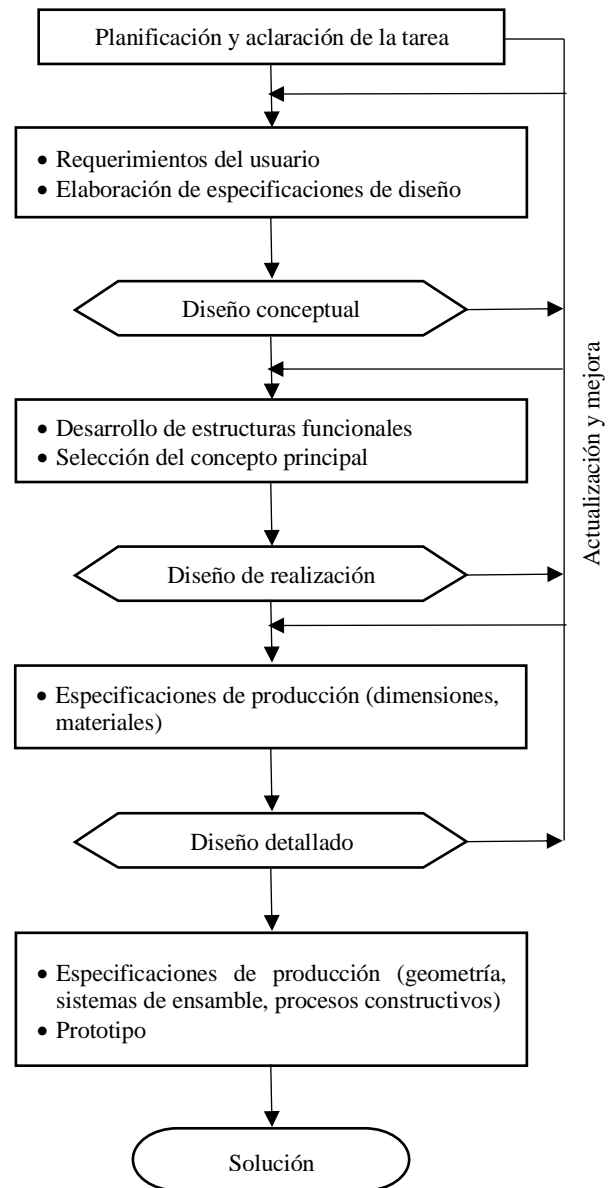 Planificación y aclaración de la tarea
• Requerimientos del usuario
• Elaboración de especificaciones de diseño
Diseño conceptual
• Desarrollo de estructuras funcionales
• Selección del concepto principal
Diseño de realización
• Especificaciones de producción (dimensiones,
materiales)
Diseño detallado
• Especificaciones de producción (geometría,
sistemas de ensamble, procesos constructivos)
• Prototipo
Solución
Actualización y mejora